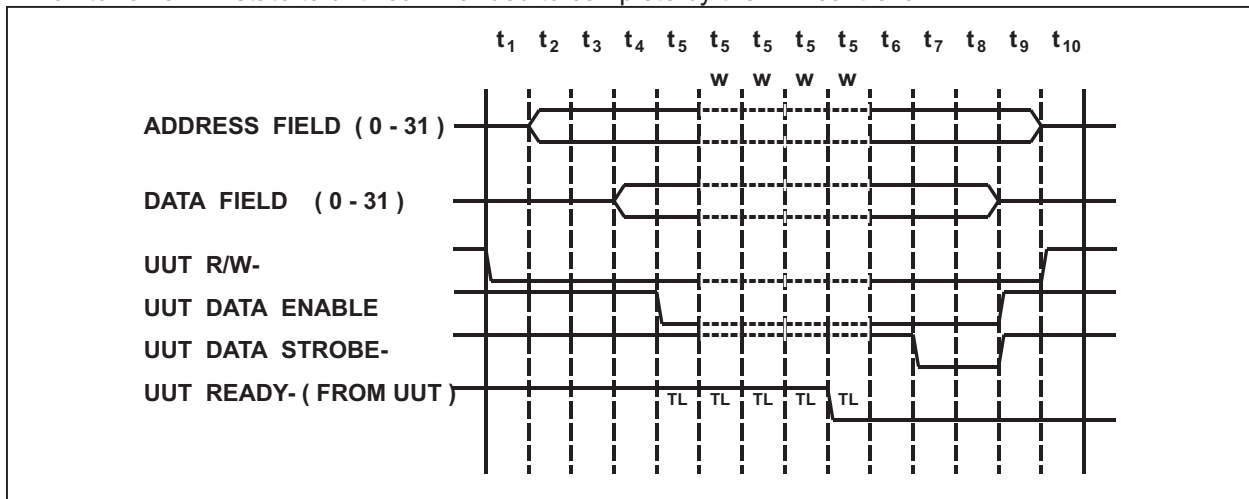 t1 t2 t3 t4 t5 t5 t5 t5 t5 t6 t7 t8 t9 t10
w w w w
ADDRESS FIELD ( 0 - 31 )
DATA FIELD ( 0 - 31 )
UUT R/W-
UUT DATA ENABLE
UUT DATA STROBE-
UUT READY- ( FROM UUT )
TL TL TL TL TL